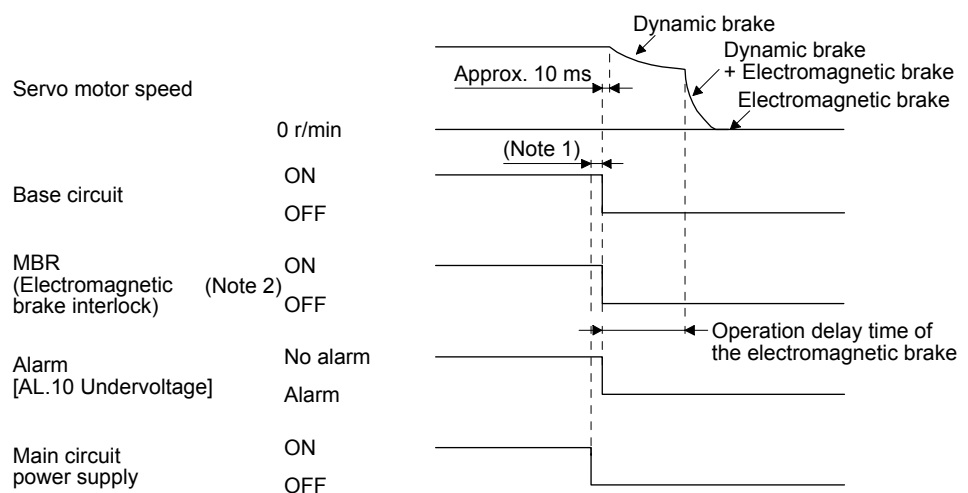 Dynamic brake
Dynamic brake
+ Electromagnetic brake
Approx. 10 ms
Servo motor speed
Electromagnetic brake
0 r/min
(Note 1)
ON
Base circuit
OFF
MBR
(Electromagnetic
brake interlock)
(Note 2)
ON
OFF
Operation delay time of
the electromagnetic brake
Alarm
[AL.10 Undervoltage]
No alarm
Alarm
Main circuit
power supply
ON
OFF